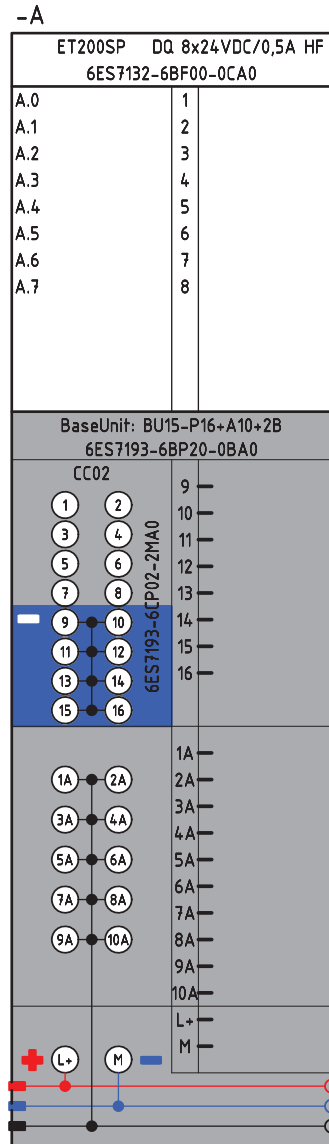 -A
ET200SP DQ 8x24VDC/0,5A HF
6ES7132-6BF00-0CA0
A.0 1
A.1 2
A.2 3
A.3 4
A.4 5
A.5 6
A.6 7
A.7 8
BaseUnit: BU15-P16+A10+2B
6ES7193-6BP20-0BA0
CC02
6ES7193-6CP02-2MA0
1 2
3 4
5 6
7 8
9 10
11 12
13 14
15 16
9
10
11
12
13
14
15
16
1A 2A
3A 4A
5A 6A
7A 8A
9A 10A
1A
2A
3A
4A
5A
6A
7A
8A
9A
10A
L+
M
L+ M